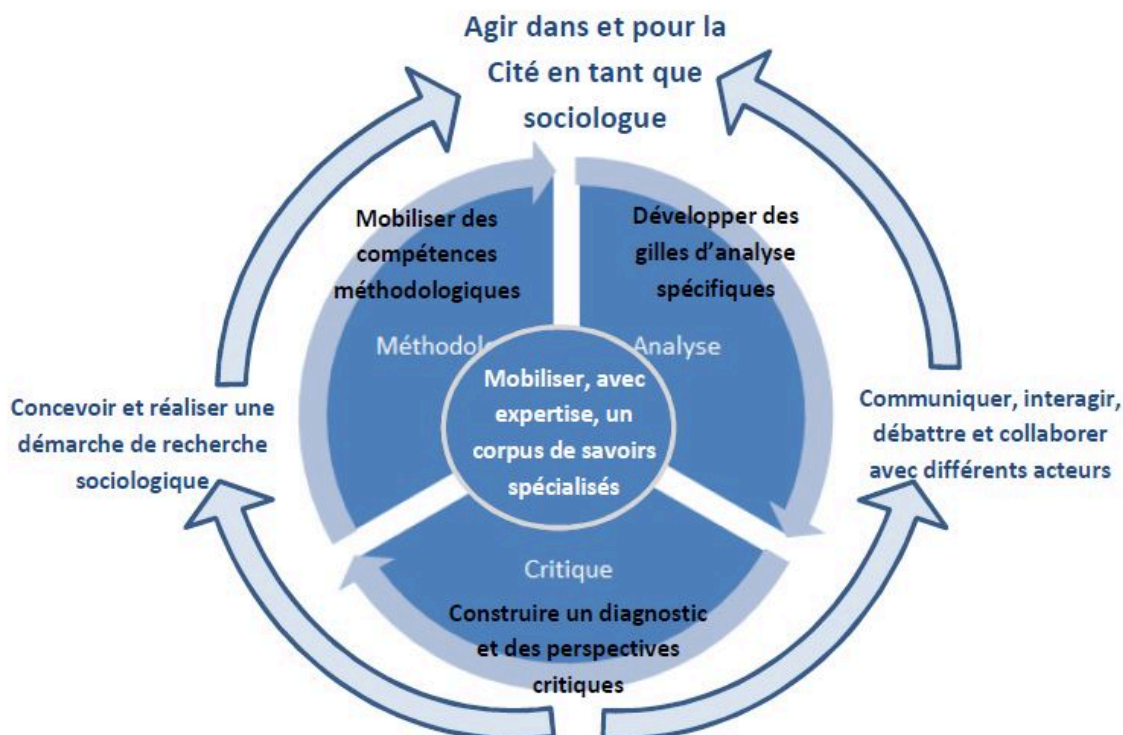 Agir dans et pour la
Cité en tant que
sociologue
Mobiliser des
compétences
méthodologiques
Développer des
gilles d'analyse
spécifiques
Méthodolo
Analyse
Mobiliser, avec
expertise, un
corpus de savoirs
spécialisés
Concevoir et réaliser une
démarche de recherche
sociologique
Communiquer, interagir,
débattre et collaborer
avec différents acteurs
Critique
Construire un diagnostic
et des perspectives
critiques